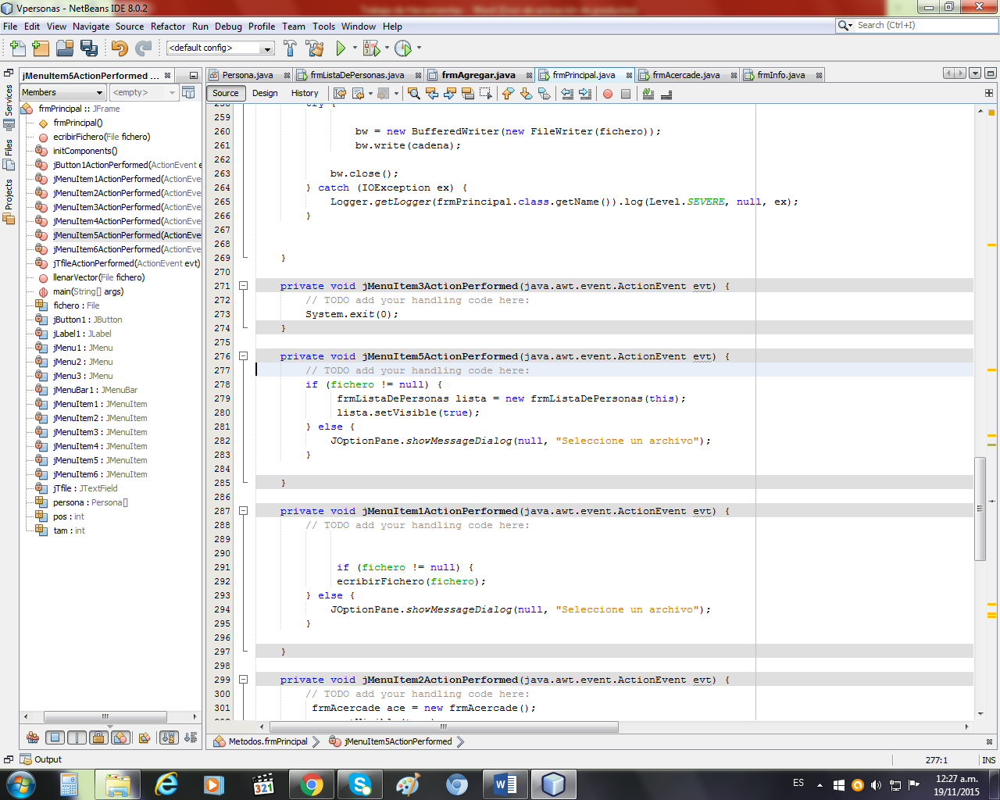 Vpersonas - NetBeans IDE 8.0.2
File Edit View Navigate Source Refactor Run Debug Profile Team Tools Window Help
Search (Ctrl+I)
<default config>
jMenuItem5ActionPerformed ...
Persona.java
frmListaDePersonas.java
frmAgregar.java
frmPrincipal.java
frmAcercade.java
frmInfo.java
Members
<empty>
Source Design History
Services
Files
Projects
frmPrincipal :: JFrame
frmPrincipal()
ecribirFichero(File fichero)
initComponents()
jButton1ActionPerformed(ActionEvent e
jMenuItem1ActionPerformed(ActionEve
jMenuItem2ActionPerformed(ActionEve
jMenuItem3ActionPerformed(ActionEve
jMenuItem4ActionPerformed(ActionEve
jMenuItem5ActionPerformed(ActionEve
jMenuItem6ActionPerformed(ActionEve
jTfileActionPerformed(ActionEvent evt)
llenarVector(File fichero)
main(String[] args)
fichero : File
jButton1 : JButton
jLabel1 : JLabel
jMenu1 : JMenu
jMenu2 : JMenu
jMenu3 : JMenu
jMenuBar1 : JMenuBar
jMenuItem1 : JMenuItem
jMenuItem2 : JMenuItem
jMenuItem3 : JMenuItem
jMenuItem4 : JMenuItem
jMenuItem5 : JMenuItem
jMenuItem6 : JMenuItem
jTfile : JTextField
persona : Persona[]
pos : int
tam : int
258 try {
259
260 bw = new BufferedWriter(new FileWriter(fichero));
261 bw.write(cadena);
262
263 bw.close();
264 } catch (IOException ex) {
265 Logger.getLogger(frmPrincipal.class.getName()).log(Level.SEVERE, null, ex);
266 }
267
268
269 }
270
271 private void jMenuItem3ActionPerformed(java.awt.event.ActionEvent evt) {
272 // TODO add your handling code here:
273 System.exit(0);
274 }
275
276 private void jMenuItem5ActionPerformed(java.awt.event.ActionEvent evt) {
277 // TODO add your handling code here:
278 if (fichero != null) {
279 frmListaDePersonas lista = new frmListaDePersonas(this);
280 lista.setVisible(true);
281 } else {
282 JOptionPane.showMessageDialog(null, "Seleccione un archivo");
283 }
284
285 }
286
287 private void jMenuItem1ActionPerformed(java.awt.event.ActionEvent evt) {
288 // TODO add your handling code here:
289
290
291 if (fichero != null) {
292 ecribirFichero(fichero);
293 } else {
294 JOptionPane.showMessageDialog(null, "Seleccione un archivo");
295 }
296
297 }
298
299 private void jMenuItem2ActionPerformed(java.awt.event.ActionEvent evt) {
300 // TODO add your handling code here:
301 frmAcercade ace = new frmAcercade();
Metodos.frmPrincipal
jMenuItem5ActionPerformed
Output
277:1
INS
321
ES
12:27 a.m.
19/11/2015